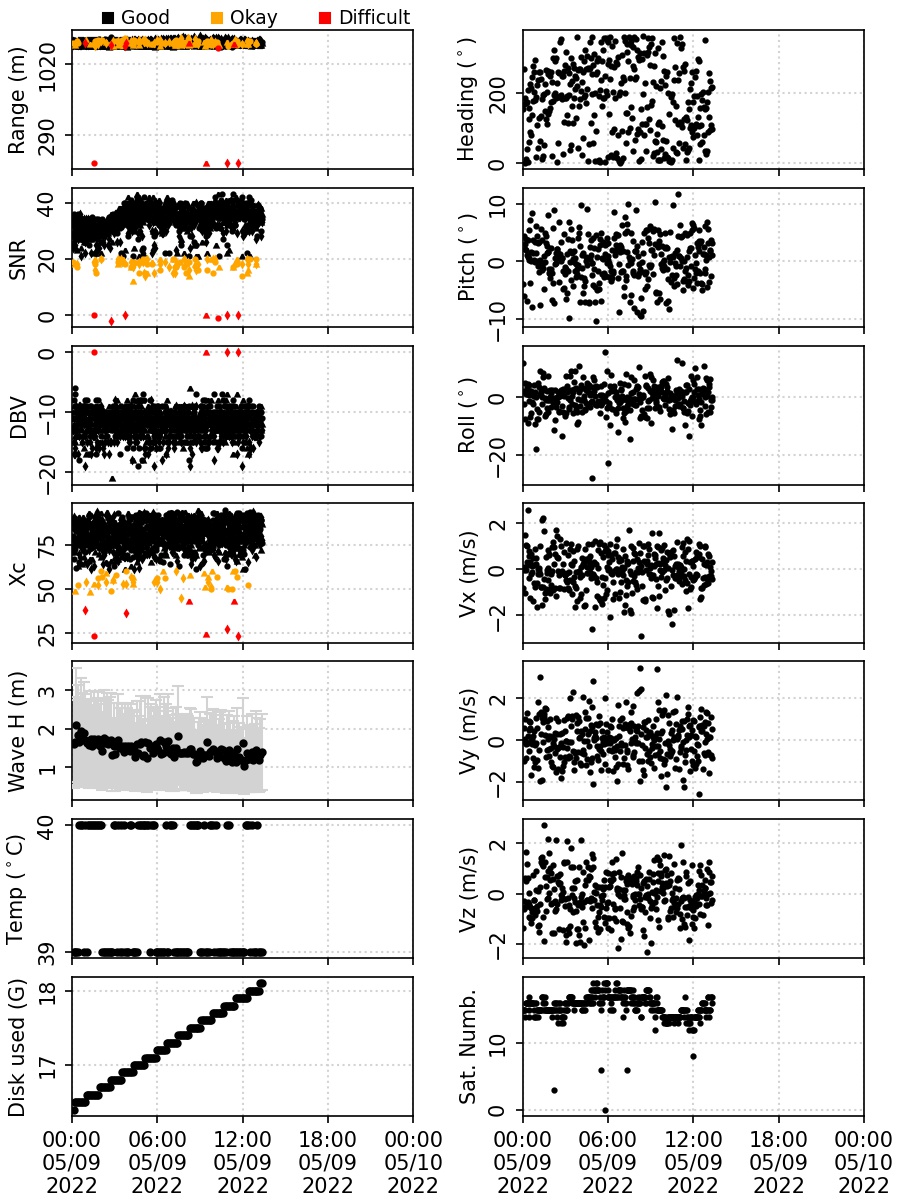 Good Okay Difficult
Range (m)
1020
290
Heading (°)
200
0
SNR
40
20
0
Pitch (°)
10
0
−10
DBV
0
−10
−20
Roll (°)
0
−20
Xc
75
50
25
Vx (m/s)
2
0
−2
Wave H (m)
3
2
1
Vy (m/s)
2
0
−2
Temp (°C)
40
39
Vz (m/s)
2
0
−2
Disk used (G)
18
17
Sat. Numb.
10
0
00:00 06:00 12:00 18:00 00:00
05/09 05/09 05/09 05/09 05/10
2022 2022 2022 2022 2022
00:00 06:00 12:00 18:00 00:00
05/09 05/09 05/09 05/09 05/10
2022 2022 2022 2022 2022